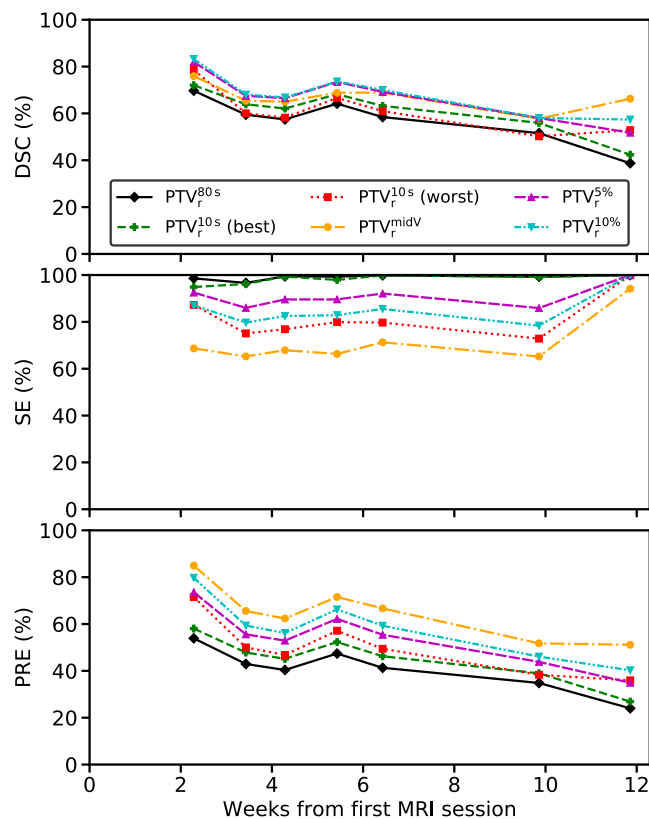 100
80
60
40
20
0
DSC (%)
PTV_r^{80 s} PTV_r^{10 s} (worst) PTV_r^{5%}
PTV_r^{10 s} (best) PTV_r^{midV} PTV_r^{10%}
100
80
60
40
20
0
SE (%)
100
80
60
40
20
0
PRE (%)
0 2 4 6 8 10 12
Weeks from first MRI session